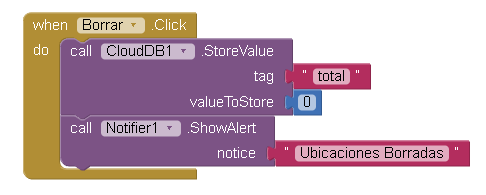 when Borrar .Click
do call CloudDB1 .StoreValue
tag " total "
valueToStore 0
call Notifier1 .ShowAlert
notice " Ubicaciones Borradas "